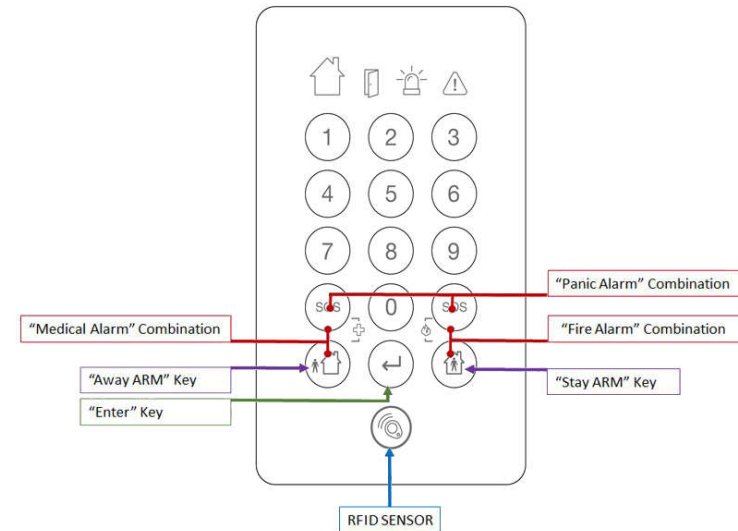 1 2 3
4 5 6
7 8 9
SOS 0 SOS
“Panic Alarm” Combination
“Medical Alarm” Combination
“Fire Alarm” Combination
“Away ARM” Key
“Stay ARM” Key
“Enter” Key
RFID SENSOR